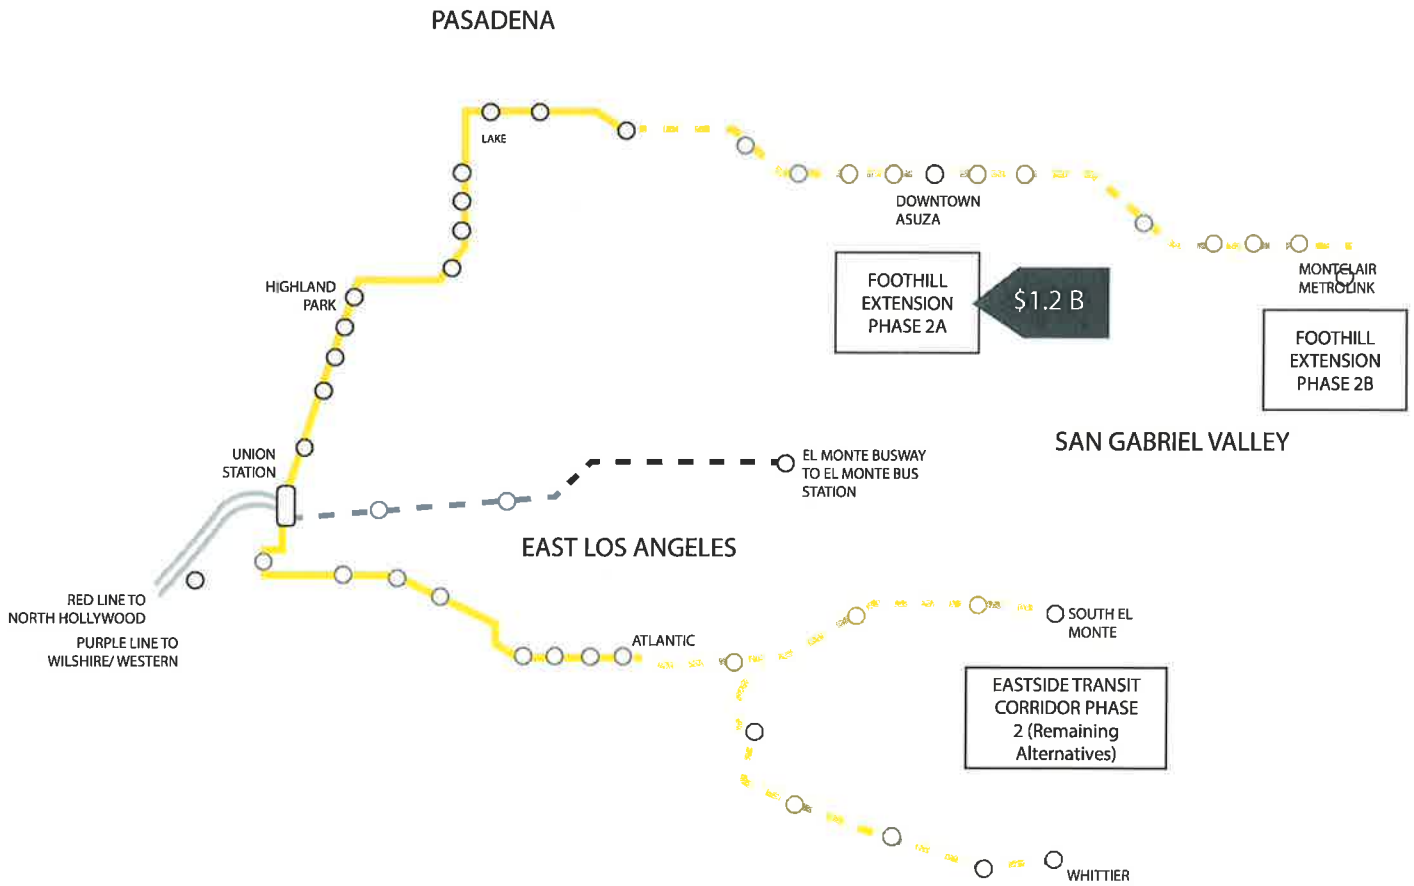 PASADENA
LAKE
DOWNTOWN
ASUZA
HIGHLAND
PARK
FOOTHILL
EXTENSION
PHASE 2A
$1.2 B
MONTCLAIR
METROLINK
FOOTHILL
EXTENSION
PHASE 2B
SAN GABRIEL VALLEY
UNION
STATION
EL MONTE BUSWAY
TO EL MONTE BUS
STATION
EAST LOS ANGELES
RED LINE TO
NORTH HOLLYWOOD
PURPLE LINE TO
WILSHIRE/ WESTERN
ATLANTIC
SOUTH EL
MONTE
EASTSIDE TRANSIT
CORRIDOR PHASE
2 (Remaining
Alternatives)
WHITTIER